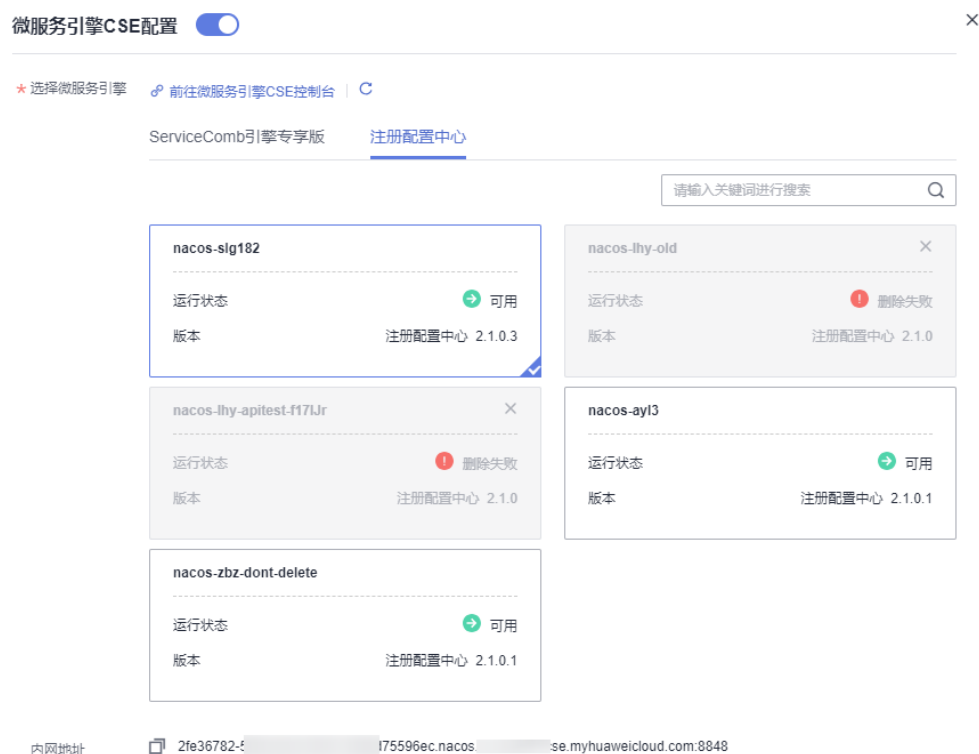 微服务引擎CSE配置
* 选择微服务引擎 前往微服务引擎CSE控制台
ServiceComb引擎专享版 注册配置中心
请输入关键词进行搜索
nacos-slg182
运行状态 可用
版本 注册配置中心 2.1.0.3
nacos-lhy-old
运行状态 删除失败
版本 注册配置中心 2.1.0
nacos-lhy-apitest-f17IJr
运行状态 删除失败
版本 注册配置中心 2.1.0
nacos-ayl3
运行状态 可用
版本 注册配置中心 2.1.0.1
nacos-zbz-dont-delete
运行状态 可用
版本 注册配置中心 2.1.0.1
内网地址 2fe36782- 75596ec.nacos. se.myhuaweicloud.com:8848